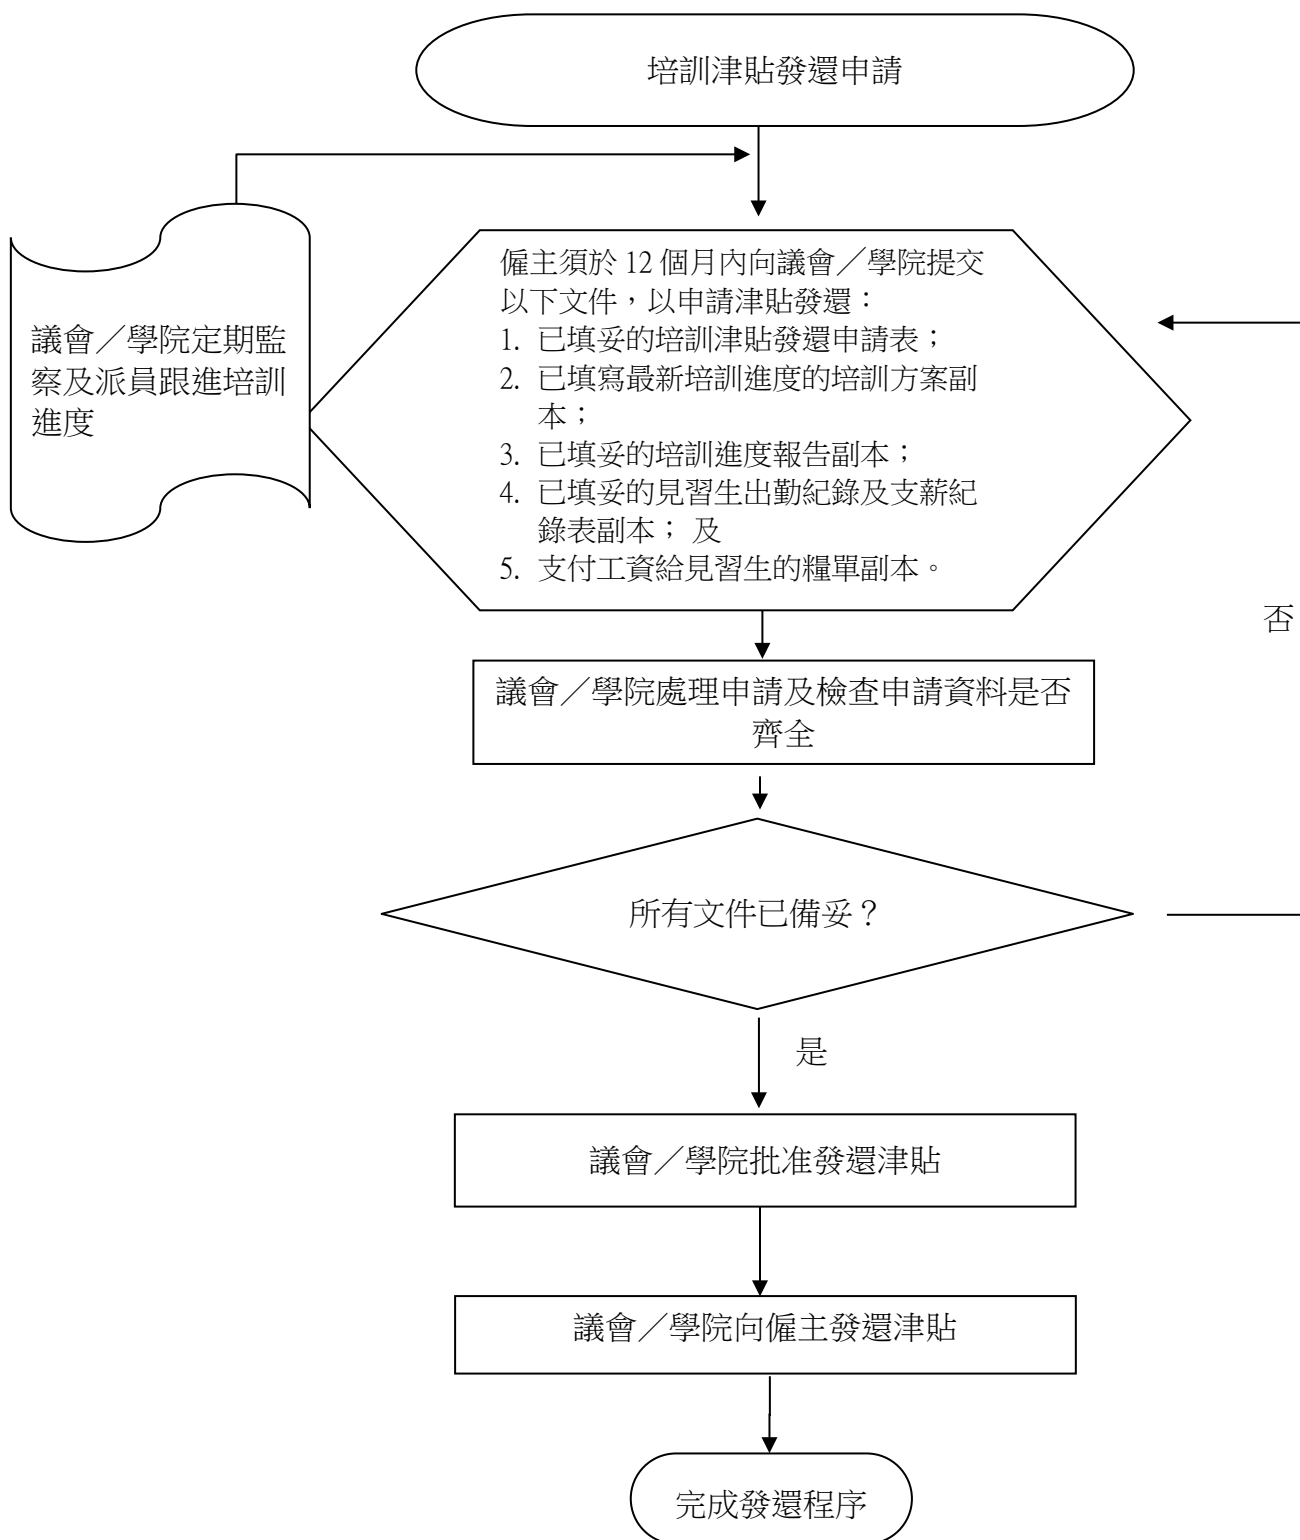 培訓津貼發還申請
議會／學院定期監
察及派員跟進培訓
進度
僱主須於 12 個月內向議會／學院提交
以下文件，以申請津貼發還：
1. 已填妥的培訓津貼發還申請表；
2. 已填寫最新培訓進度的培訓方案副
本；
3. 已填妥的培訓進度報告副本；
4. 已填妥的見習生出勤紀錄及支薪紀
錄表副本； 及
5. 支付工資給見習生的糧單副本。
否
議會／學院處理申請及檢查申請資料是否
齊全
所有文件已備妥？
是
議會／學院批准發還津貼
議會／學院向僱主發還津貼
完成發還程序